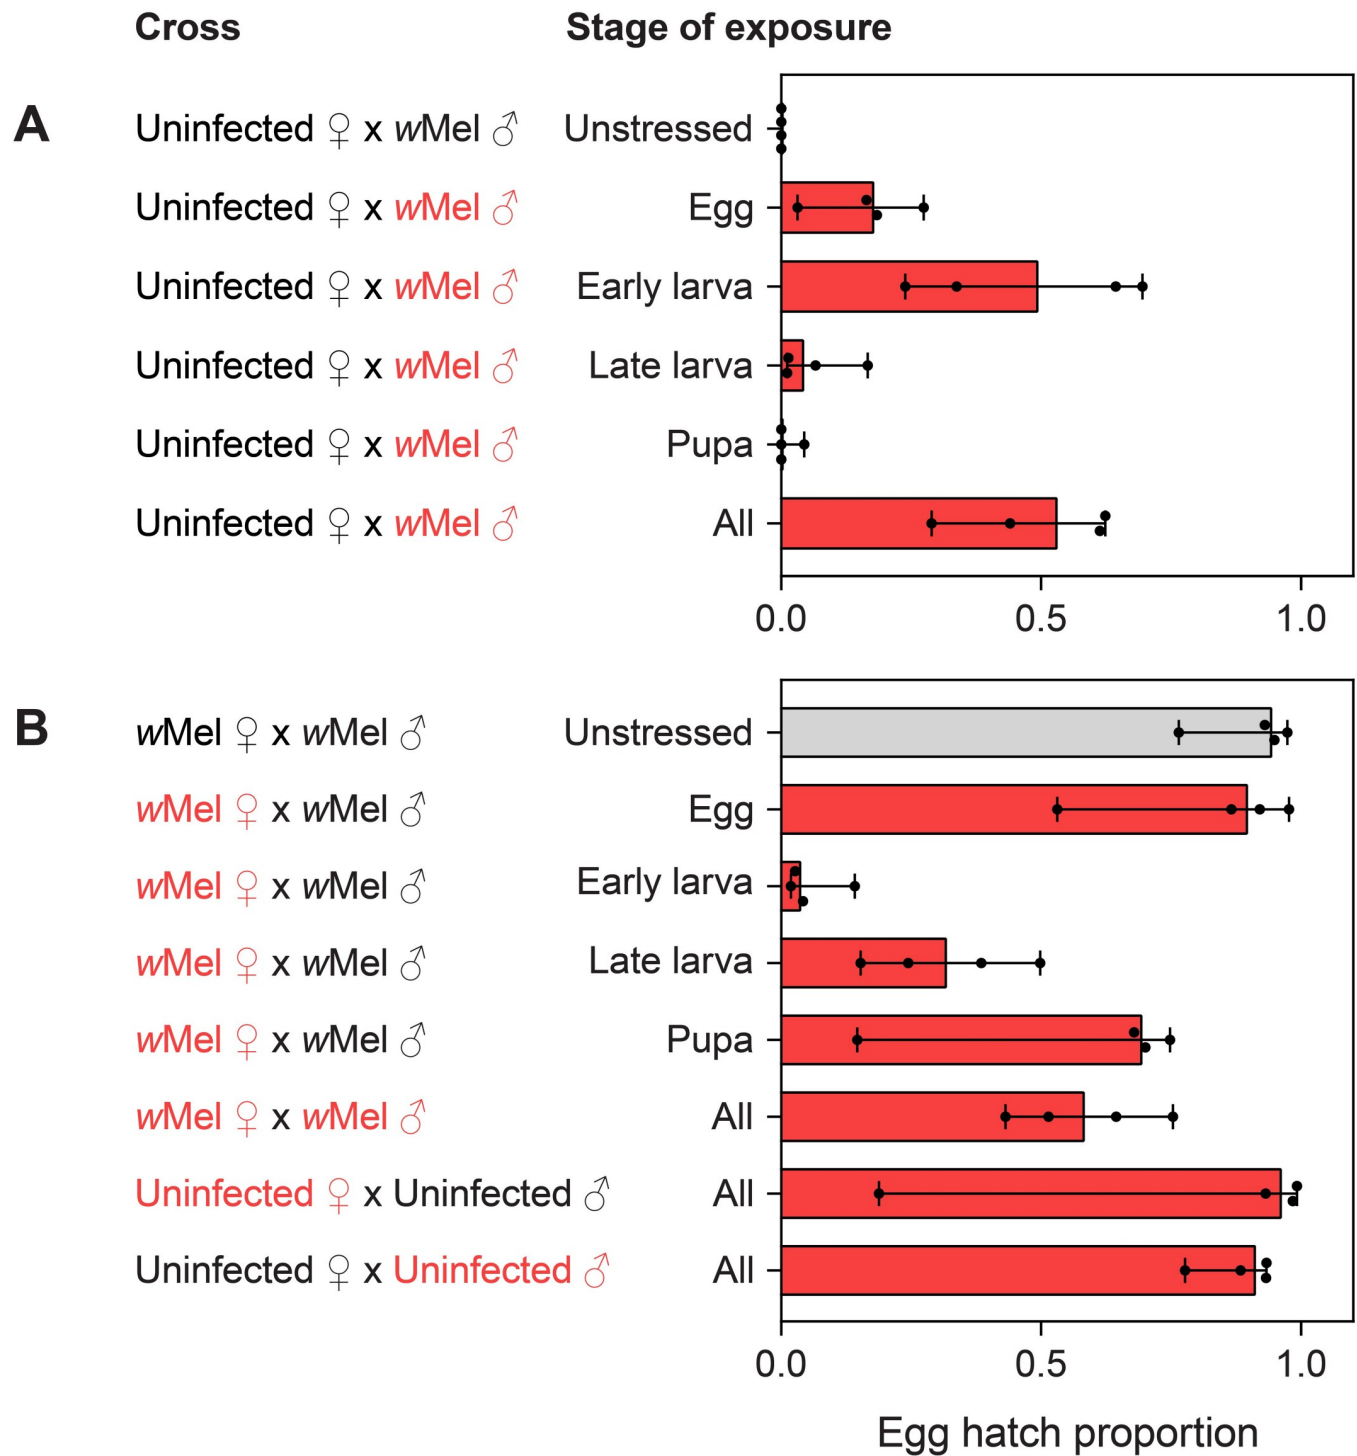 Cross Stage of exposure
A Uninfected ♀ x wMel ♂ Unstressed
Uninfected ♀ x wMel ♂ Egg
Uninfected ♀ x wMel ♂ Early larva
Uninfected ♀ x wMel ♂ Late larva
Uninfected ♀ x wMel ♂ Pupa
Uninfected ♀ x wMel ♂ All
0.0 0.5 1.0
B wMel ♀ x wMel ♂ Unstressed
wMel ♀ x wMel ♂ Egg
wMel ♀ x wMel ♂ Early larva
wMel ♀ x wMel ♂ Late larva
wMel ♀ x wMel ♂ Pupa
wMel ♀ x wMel ♂ All
Uninfected ♀ x Uninfected ♂ All
Uninfected ♀ x Uninfected ♂ All
0.0 0.5 1.0
Egg hatch proportion